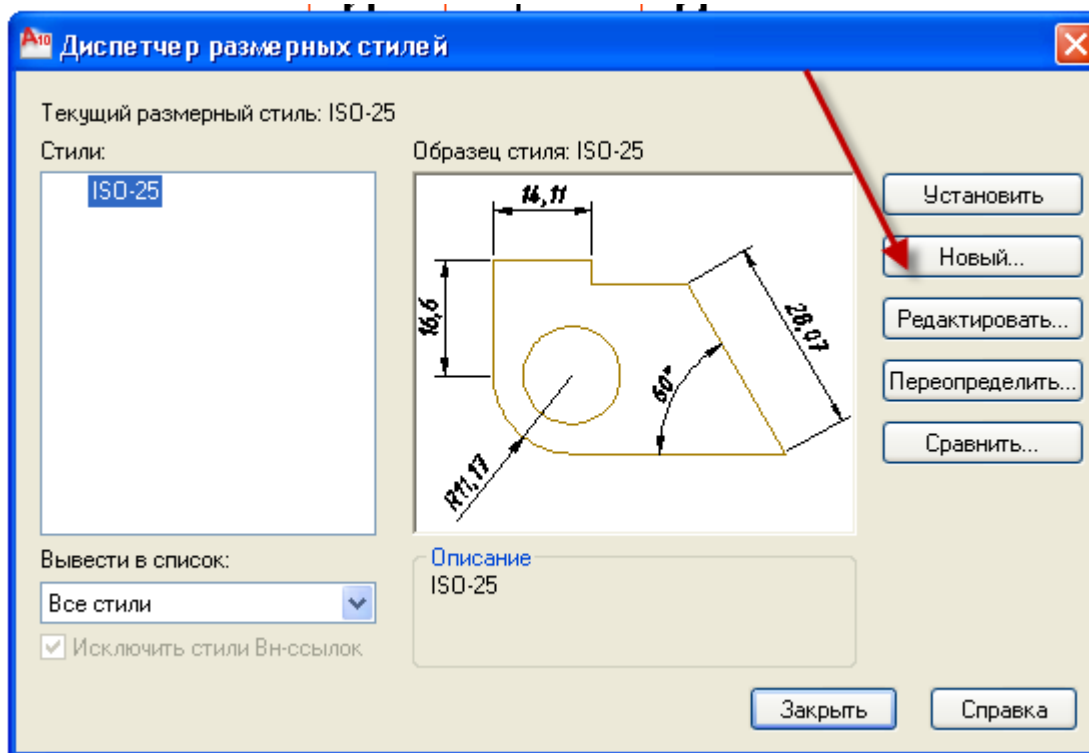 A10 Диспетчер размерных стилей
Текущий размерный стиль: ISO-25
Стили:
ISO-25
Образец стиля: ISO-25
14,11
16,6
28,07
60°
R11,17
Установить
Новый...
Редактировать...
Переопределить...
Сравнить...
Вывести в список:
Все стили
Исключить стили Вн-ссылок
Описание
ISO-25
Закрыть
Справка